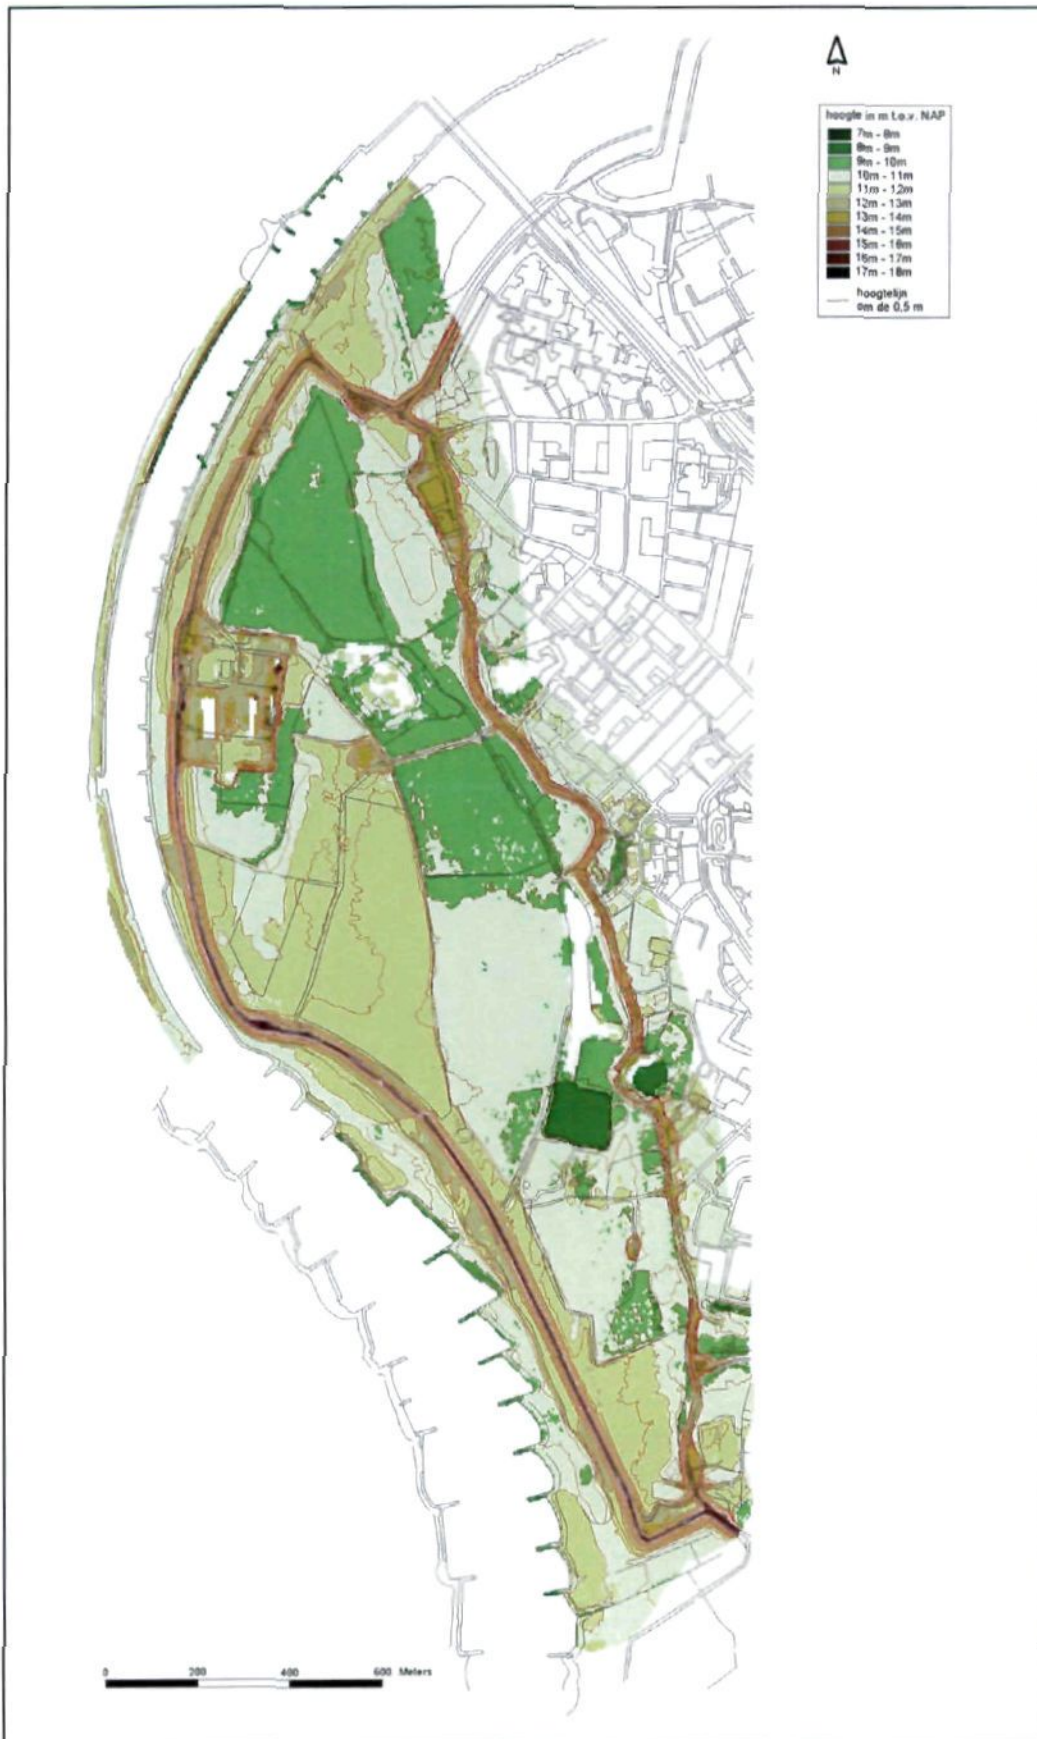 N
hoogte in m t.o.v. NAP
7m - 8m
8m - 9m
9m - 10m
10m - 11m
11m - 12m
12m - 13m
13m - 14m
14m - 15m
15m - 16m
16m - 17m
17m - 18m
hoogtelijn
om de 0,5 m
0 200 400 600 Meters